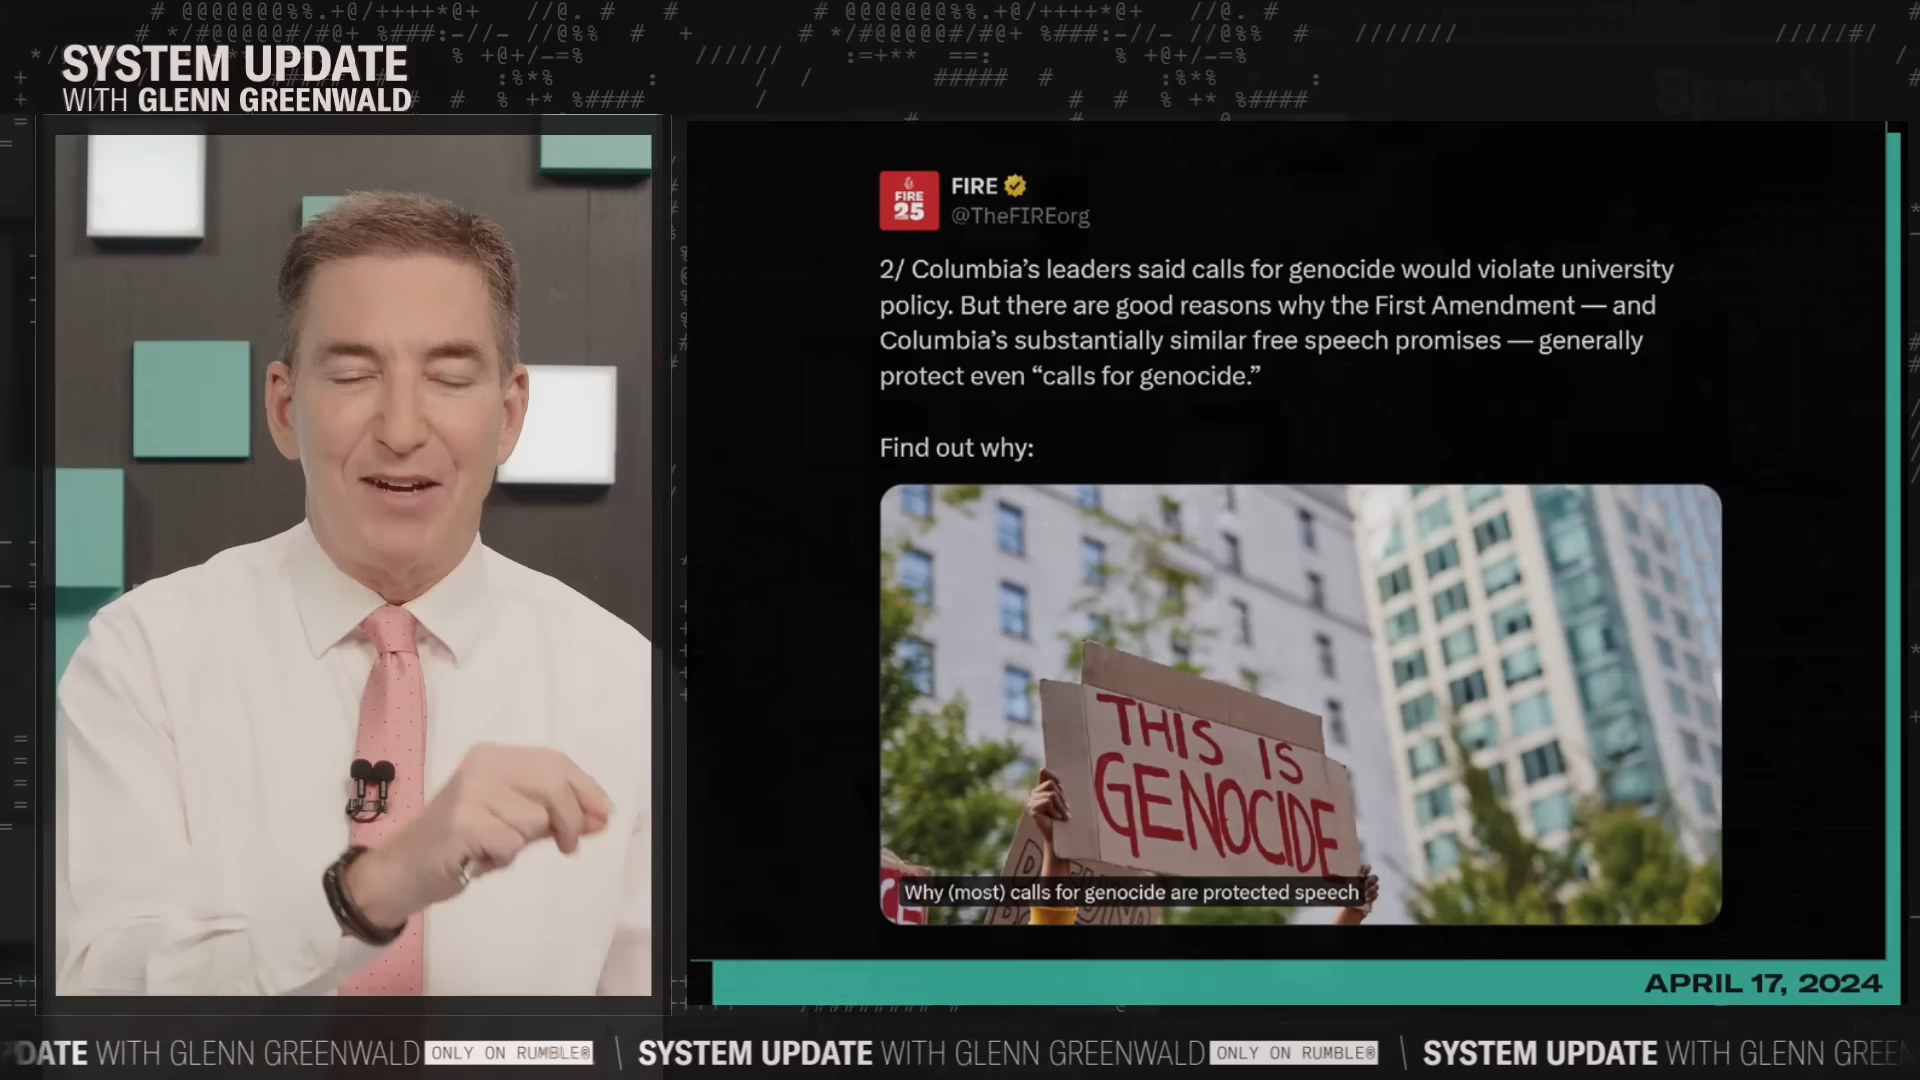 SYSTEM UPDATE
WITH GLENN GREENWALD
Speech
FIRE
@TheFIREorg
FIRE
25
2/ Columbia’s leaders said calls for genocide would violate university
policy. But there are good reasons why the First Amendment — and
Columbia’s substantially similar free speech promises — generally
protect even “calls for genocide.”
Find out why:
THIS IS
GENOCIDE
Why (most) calls for genocide are protected speech
APRIL 17, 2024
DATE WITH GLENN GREENWALD ONLY ON RUMBLE® \ SYSTEM UPDATE WITH GLENN GREENWALD ONLY ON RUMBLE® \ SYSTEM UPDATE WITH GLENN GREEN